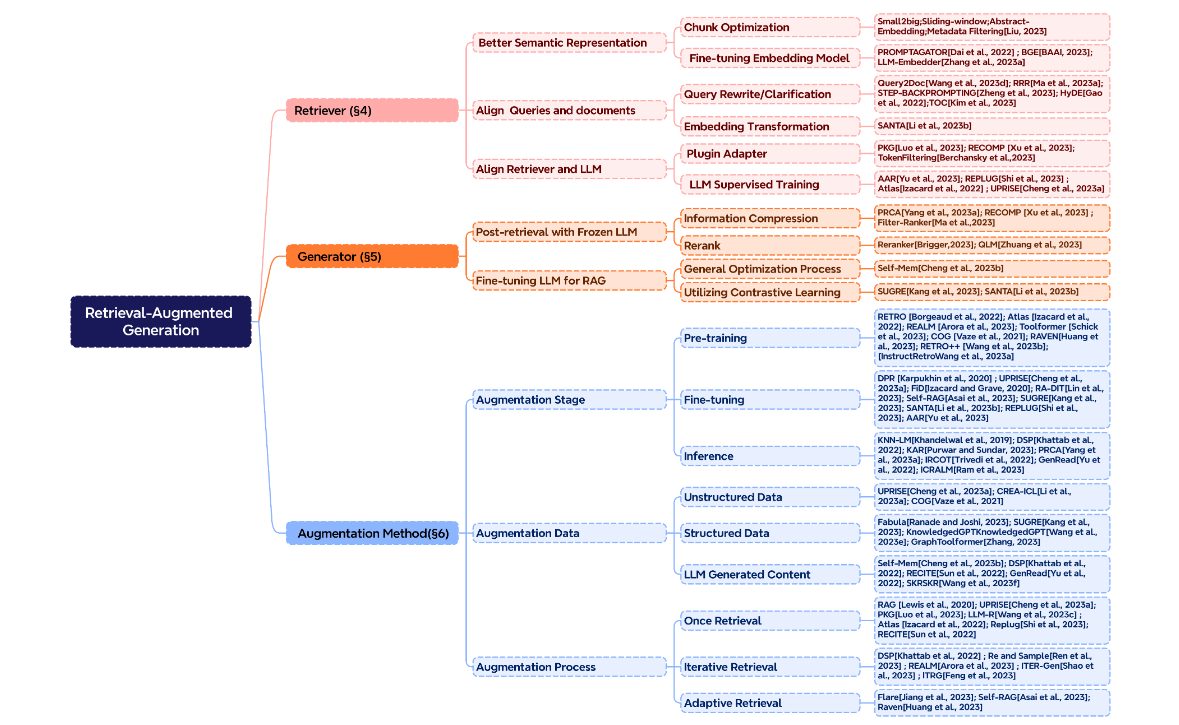 Retrieval-Augmented
Generation
Retriever (§4)
Better Semantic Representation
Chunk Optimization
Small2big;Sliding-window;Abstract-
Embedding;Metadata Filtering[Liu, 2023]
Fine-tuning Embedding Model
PROMPTAGATOR[Dai et al., 2022] ; BGE[BAAI, 2023];
LLM-Embedder[Zhang et al., 2023a]
Align Queries and documents
Query Rewrite/Clarification
Query2Doc[Wang et al., 2023d]; RRR[Ma et al., 2023a];
STEP-BACKPROMPTING[Zheng et al., 2023]; HyDE[Gao
et al., 2022];TOC[Kim et al., 2023]
Embedding Transformation
SANTA[Li et al., 2023b]
Align Retriever and LLM
Plugin Adapter
PKG[Luo et al., 2023]; RECOMP [Xu et al., 2023];
TokenFiltering[Berchansky et al.,2023]
LLM Supervised Training
AAR[Yu et al., 2023]; REPLUG[Shi et al., 2023] ;
Atlas[Izacard et al., 2022] ; UPRISE[Cheng et al., 2023a]
Generator (§5)
Post-retrieval with Frozen LLM
Information Compression
PRCA[Yang et al., 2023a]; RECOMP [Xu et al., 2023] ;
Filter-Ranker[Ma et al.,2023]
Rerank
Reranker[Brigger,2023]; QLM[Zhuang et al., 2023]
Fine-tuning LLM for RAG
General Optimization Process
Self-Mem[Cheng et al., 2023b]
Utilizing Contrastive Learning
SUGRE[Kang et al., 2023]; SANTA[Li et al., 2023b]
Augmentation Method(§6)
Augmentation Stage
Pre-training
RETRO [Borgeaud et al., 2022]; Atlas [Izacard et al.,
2022]; REALM [Arora et al., 2023]; Toolformer [Schick
et al., 2023]; COG [Vaze et al., 2021]; RAVEN[Huang et
al., 2023]; RETRO++ [Wang et al., 2023b];
[InstructRetroWang et al., 2023a]
Fine-tuning
DPR [Karpukhin et al., 2020] ; UPRISE[Cheng et al.,
2023a]; FiD[Izacard and Grave, 2020]; RA-DIT[Lin et al.,
2023]; Self-RAG[Asai et al., 2023]; SUGRE[Kang et al.,
2023]; SANTA[Li et al., 2023b]; REPLUG[Shi et al.,
2023]; AAR[Yu et al., 2023]
Inference
KNN-LM[Khandelwal et al., 2019]; DSP[Khattab et al.,
2022]; KAR[Purwar and Sundar, 2023]; PRCA[Yang et
al., 2023a]; IRCOT[Trivedi et al., 2022]; GenRead[Yu et
al., 2022]; ICRALM[Ram et al., 2023]
Augmentation Data
Unstructured Data
UPRISE[Cheng et al., 2023a]; CREA-ICL[Li et al.,
2023a]; COG[Vaze et al., 2021]
Structured Data
Fabula[Ranade and Joshi, 2023]; SUGRE[Kang et al.,
2023]; KnowledgedGPTKnowledgedGPT[Wang et al.,
2023e]; GraphToolformer[Zhang, 2023]
LLM Generated Content
Self-Mem[Cheng et al., 2023b]; DSP[Khattab et al.,
2022]; RECITE[Sun et al., 2022]; GenRead[Yu et al.,
2022]; SKRSKR[Wang et al., 2023f]
Augmentation Process
Once Retrieval
RAG [Lewis et al., 2020]; UPRISE[Cheng et al., 2023a];
PKG[Luo et al., 2023]; LLM-R[Wang et al., 2023c] ;
Atlas [Izacard et al., 2022]; Replug[Shi et al., 2023];
RECITE[Sun ct al., 2022]
Iterative Retrieval
DSP[Khattab et al., 2022] ; Re and Sample[Ren et al.,
2023] ; REALM[Arora et al., 2023] ; ITER-Gen[Shao et
al., 2023] ; ITRG[Feng et al., 2023]
Adaptive Retrieval
Flare[Jiang et al., 2023]; Self-RAG[Asai et al., 2023];
Raven[Huang et al., 2023]